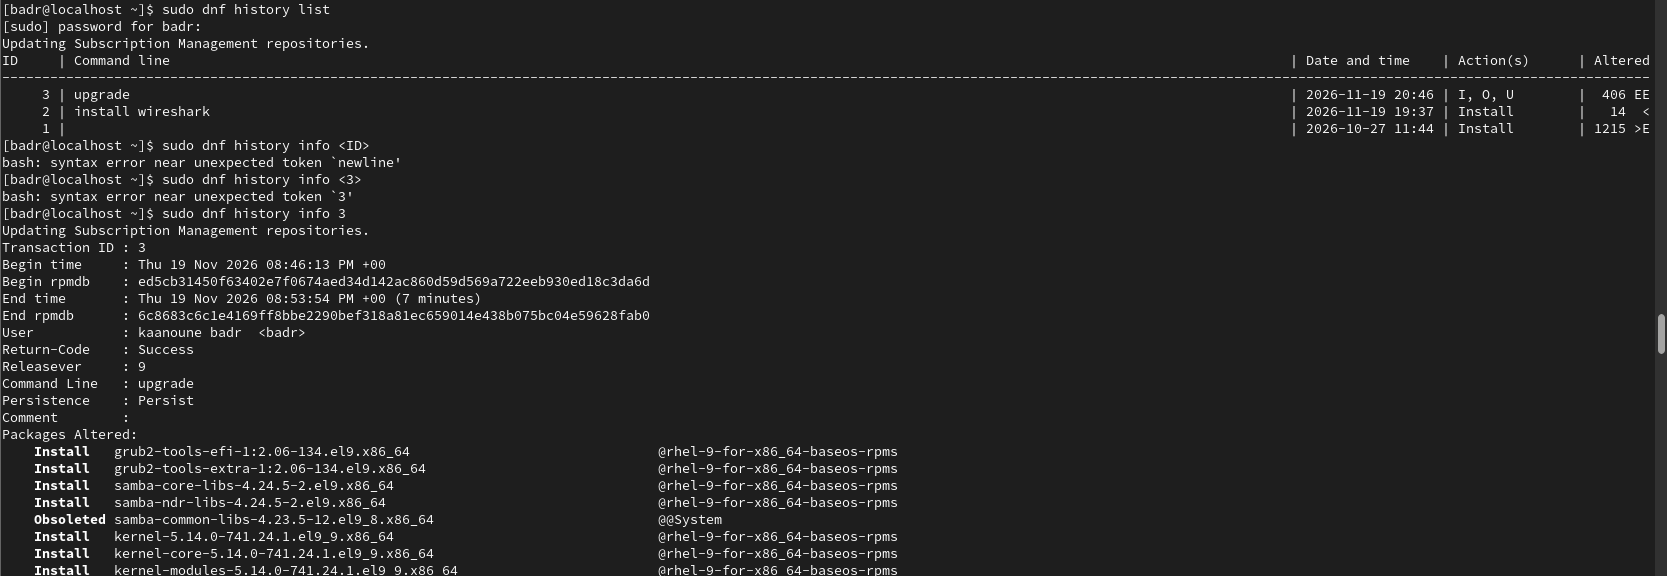 [badr@localhost ~]$ sudo dnf history list
[sudo] password for badr:
Updating Subscription Management repositories.
ID     | Command line | Date and time    | Action(s)      | Altered
3 | upgrade | 2026-11-19 20:46 | I, O, U        |  406 EE
2 | install wireshark | 2026-11-19 19:37 | Install        |   14  <
1 | | 2026-10-27 11:44 | Install        | 1215 >E
[badr@localhost ~]$ sudo dnf history info <ID>
bash: syntax error near unexpected token `newline'
[badr@localhost ~]$ sudo dnf history info <3>
bash: syntax error near unexpected token `3'
[badr@localhost ~]$ sudo dnf history info 3
Updating Subscription Management repositories.
Transaction ID : 3
Begin time     : Thu 19 Nov 2026 08:46:13 PM +00
Begin rpmdb    : ed5cb31450f63402e7f0674aed34d142ac860d59d569a722eeb930ed18c3da6d
End time       : Thu 19 Nov 2026 08:53:54 PM +00 (7 minutes)
End rpmdb      : 6c8683c6c1e4169ff8bbe2290bef318a81ec659014e438b075bc04e59628fab0
User           : kaanoune badr  <badr>
Return-Code    : Success
Releasever     : 9
Command Line   : upgrade
Persistence    : Persist
Comment        :
Packages Altered:
Install   grub2-tools-efi-1:2.06-134.el9.x86_64 @rhel-9-for-x86_64-baseos-rpms
Install   grub2-tools-extra-1:2.06-134.el9.x86_64 @rhel-9-for-x86_64-baseos-rpms
Install   samba-core-libs-4.24.5-2.el9.x86_64 @rhel-9-for-x86_64-baseos-rpms
Install   samba-ndr-libs-4.24.5-2.el9.x86_64 @rhel-9-for-x86_64-baseos-rpms
Obsoleted samba-common-libs-4.23.5-12.el9_8.x86_64 @@System
Install   kernel-5.14.0-741.24.1.el9_9.x86_64 @rhel-9-for-x86_64-baseos-rpms
Install   kernel-core-5.14.0-741.24.1.el9_9.x86_64 @rhel-9-for-x86_64-baseos-rpms
Install   kernel-modules-5.14.0-741.24.1.el9_9.x86_64 @rhel-9-for-x86_64-baseos-rpms